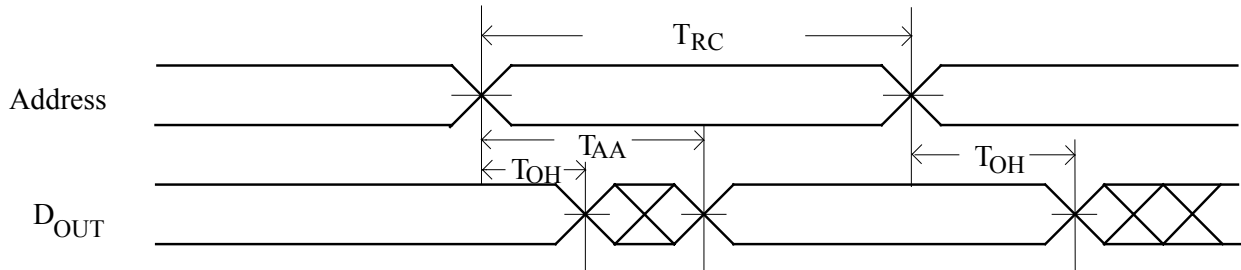 T_RC
Address
T_AA
T_OH
T_OH
D_OUT